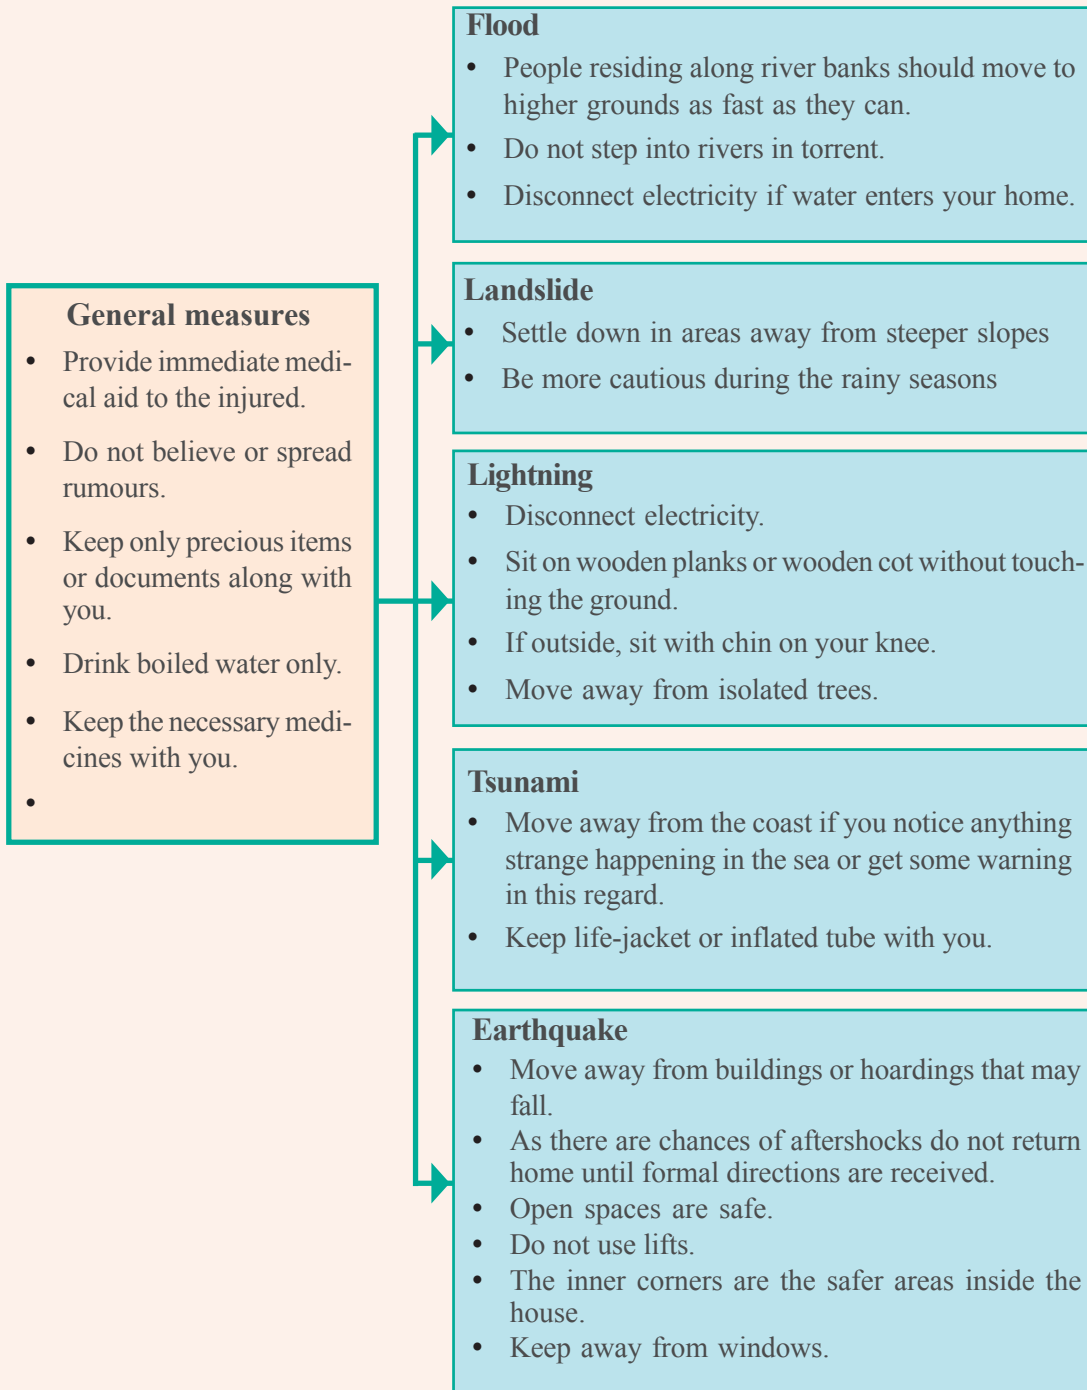 General measures
• Provide immediate medi-
cal aid to the injured.
• Do not believe or spread
rumours.
• Keep only precious items
or documents along with
you.
• Drink boiled water only.
• Keep the necessary medi-
cines with you.
•
Flood
• People residing along river banks should move to
higher grounds as fast as they can.
• Do not step into rivers in torrent.
• Disconnect electricity if water enters your home.
Landslide
• Settle down in areas away from steeper slopes
• Be more cautious during the rainy seasons
Lightning
• Disconnect electricity.
• Sit on wooden planks or wooden cot without touch-
ing the ground.
• If outside, sit with chin on your knee.
• Move away from isolated trees.
Tsunami
• Move away from the coast if you notice anything
strange happening in the sea or get some warning
in this regard.
• Keep life-jacket or inflated tube with you.
Earthquake
• Move away from buildings or hoardings that may
fall.
• As there are chances of aftershocks do not return
home until formal directions are received.
• Open spaces are safe.
• Do not use lifts.
• The inner corners are the safer areas inside the
house.
• Keep away from windows.